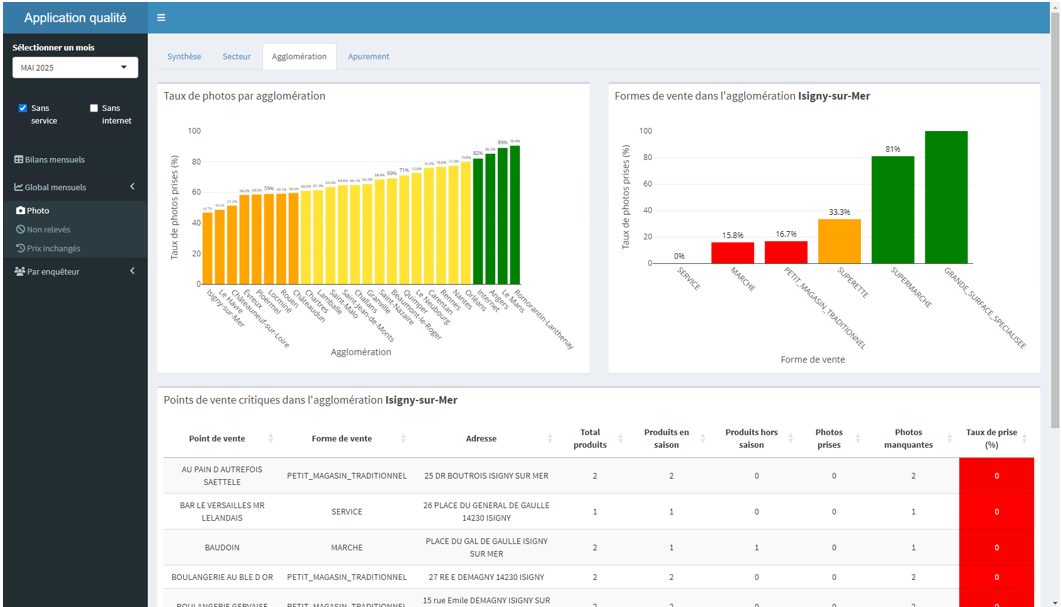 Application qualité
Sélectionner un mois
MAI 2025
Sans service
Sans internet
Bilans mensuels
Global mensuels
Photo
Non relevés
Prix inchangés
Par enquêteur
Synthèse
Secteur
Agglomération
Apurement
Taux de photos par agglomération
Taux de photos prises (%)
100
80
60
40
20
0
59%
69%
71%
82%
89%
Isigny-sur-Mer
Le Havre
Châteauneuf-sur-Loire
Evreux
Ploërmel
Locminé
Rouen
Châteaudun
Chartres
Lamballe
Saint-Malo
Saint-Jean-de-Monts
Challans
Granville
Saint-Nazaire
Beaumont-le-Roger
Quimper
Le Neubourg
Carentan
Rennes
Nantes
Orléans
Internet
Angers
Le Mans
Romorantin-Lanthenay
Agglomération
Formes de vente dans l'agglomération Isigny-sur-Mer
Taux de photos prises (%)
100
80
60
40
20
0
0%
15.8%
16.7%
33.3%
81%
SERVICE
MARCHE
PETIT_MAGASIN_TRADITIONNEL
SUPERETTE
SUPERMARCHE
GRANDE_SURFACE_SPECIALISEE
Forme de vente
Points de vente critiques dans l'agglomération Isigny-sur-Mer
Point de vente Forme de vente Adresse Total produits Produits en saison Produits hors saison Photos prises Photos manquantes Taux de prise (%)
AU PAIN D AUTREFOIS SAETTELE PETIT_MAGASIN_TRADITIONNEL 25 DR BOUTROIS ISIGNY SUR MER 2 2 0 0 2 0
BAR LE VERSAILLES MR LELANDAIS SERVICE 26 PLACE DU GENERAL DE GAULLE 14230 ISIGNY 1 1 0 0 1 0
BAUDOIN MARCHE PLACE DU GAL DE GAULLE ISIGNY SUR MER 2 1 1 0 1 0
BOULANGERIE AU BLE D OR PETIT_MAGASIN_TRADITIONNEL 27 RE E DEMAGNY 14230 ISIGNY 2 2 0 0 2 0
BOULANGERIE GERVAISE PETIT_MAGASIN_TRADITIONNEL 15 rue Emile DEMAGNY ISIGNY SUR 2 2 0 0 2 0